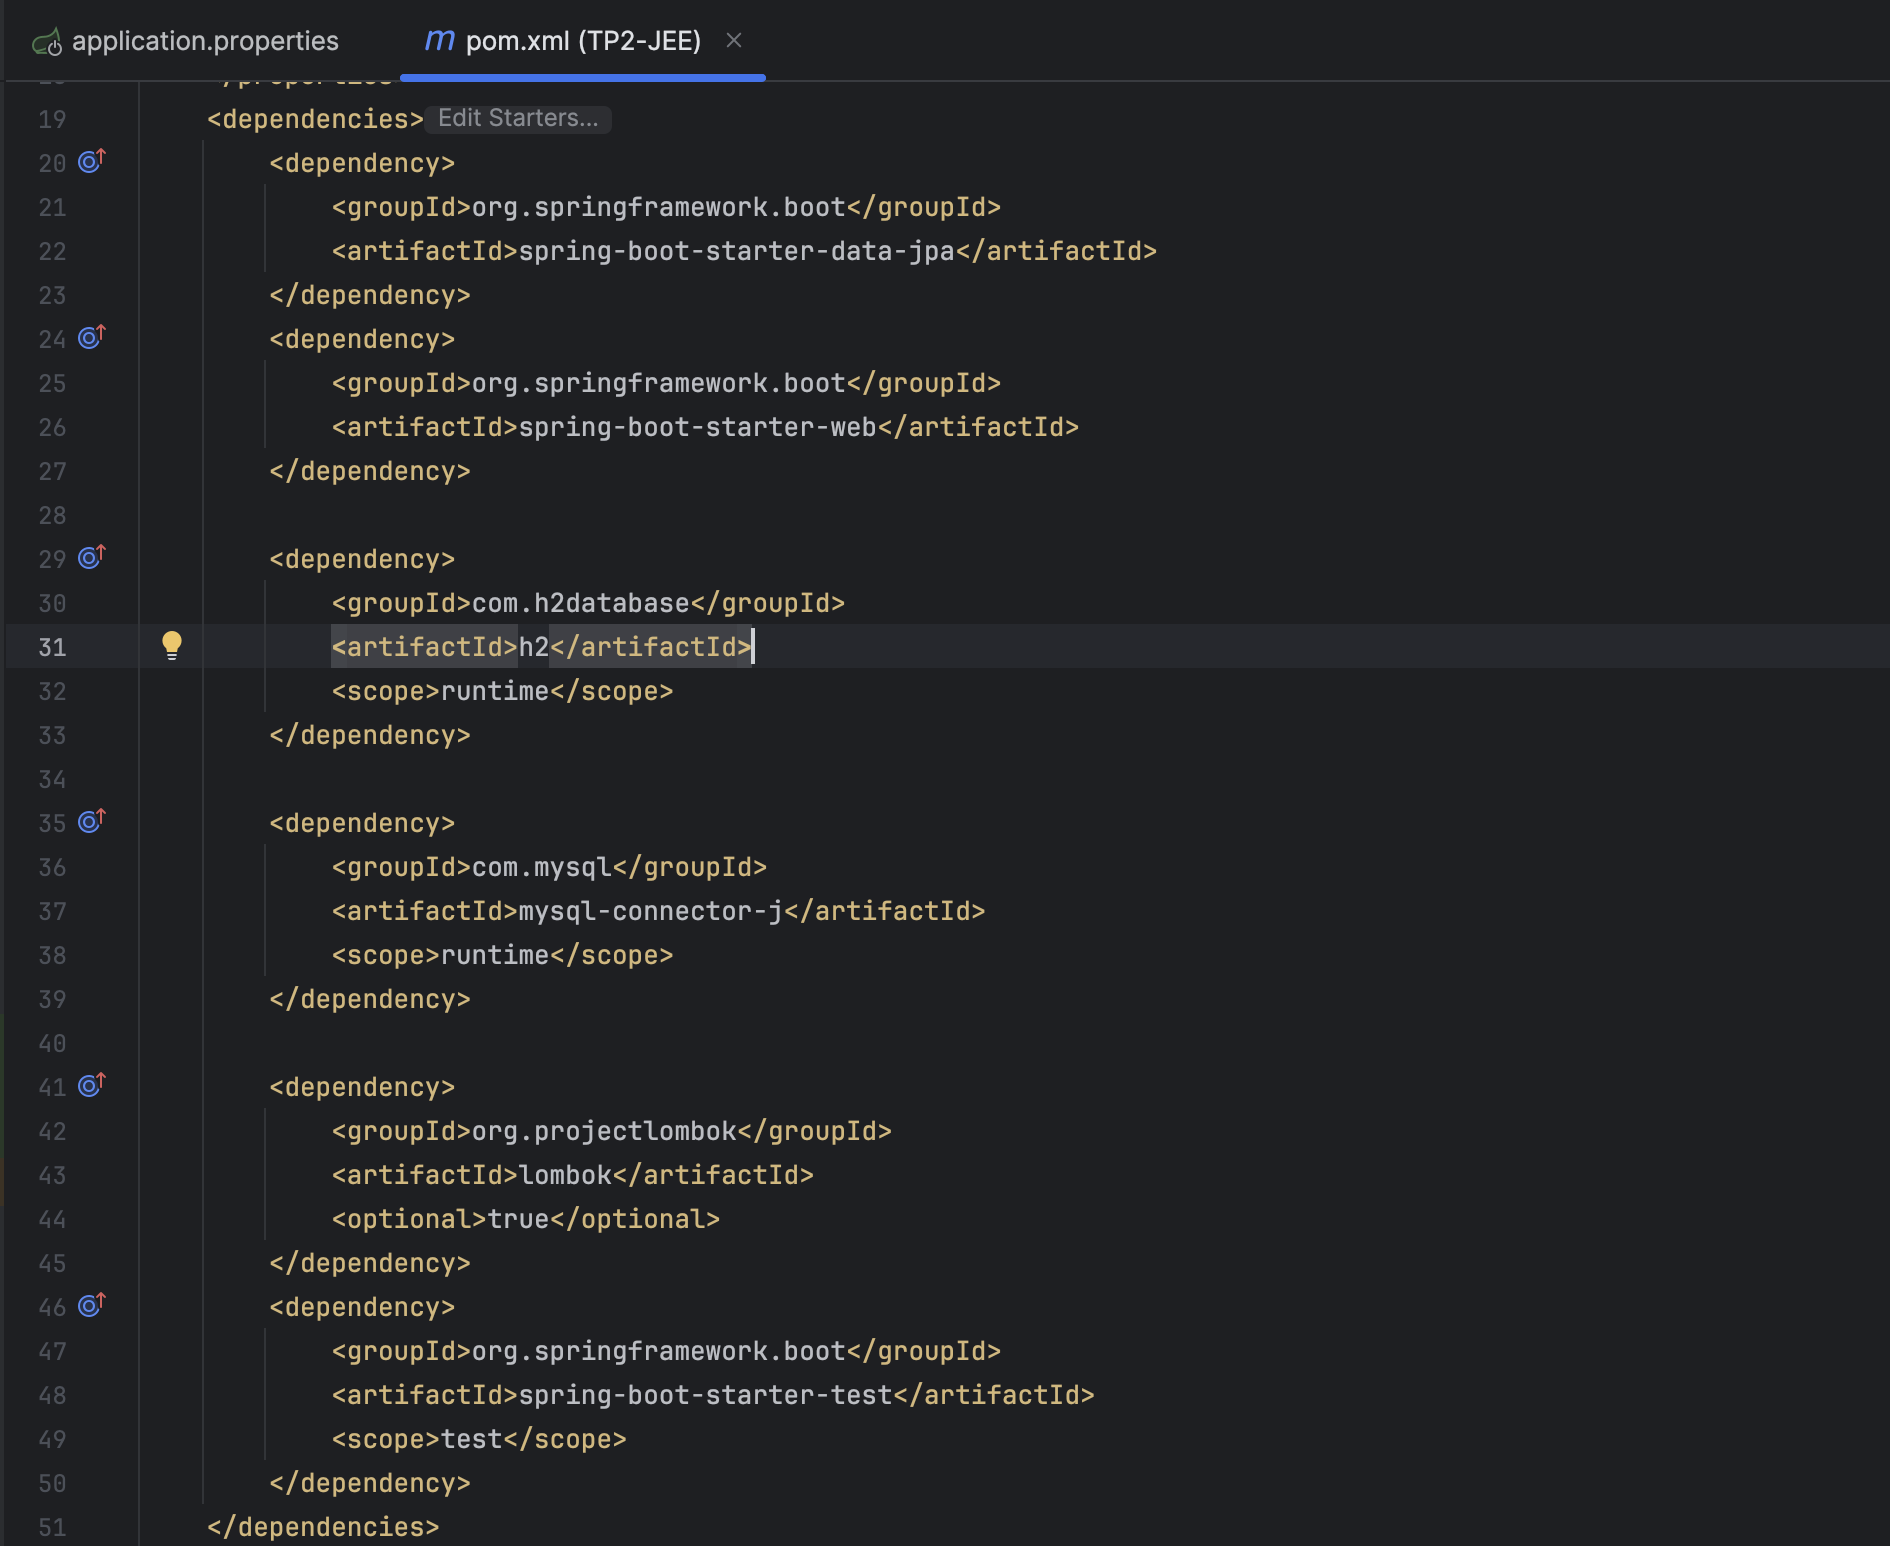 application.properties
m pom.xml (TP2-JEE)
19 <dependencies> Edit Starters...
20 <dependency>
21 <groupId>org.springframework.boot</groupId>
22 <artifactId>spring-boot-starter-data-jpa</artifactId>
23 </dependency>
24 <dependency>
25 <groupId>org.springframework.boot</groupId>
26 <artifactId>spring-boot-starter-web</artifactId>
27 </dependency>
28
29 <dependency>
30 <groupId>com.h2database</groupId>
31 <artifactId>h2</artifactId>
32 <scope>runtime</scope>
33 </dependency>
34
35 <dependency>
36 <groupId>com.mysql</groupId>
37 <artifactId>mysql-connector-j</artifactId>
38 <scope>runtime</scope>
39 </dependency>
40
41 <dependency>
42 <groupId>org.projectlombok</groupId>
43 <artifactId>lombok</artifactId>
44 <optional>true</optional>
45 </dependency>
46 <dependency>
47 <groupId>org.springframework.boot</groupId>
48 <artifactId>spring-boot-starter-test</artifactId>
49 <scope>test</scope>
50 </dependency>
51 </dependencies>